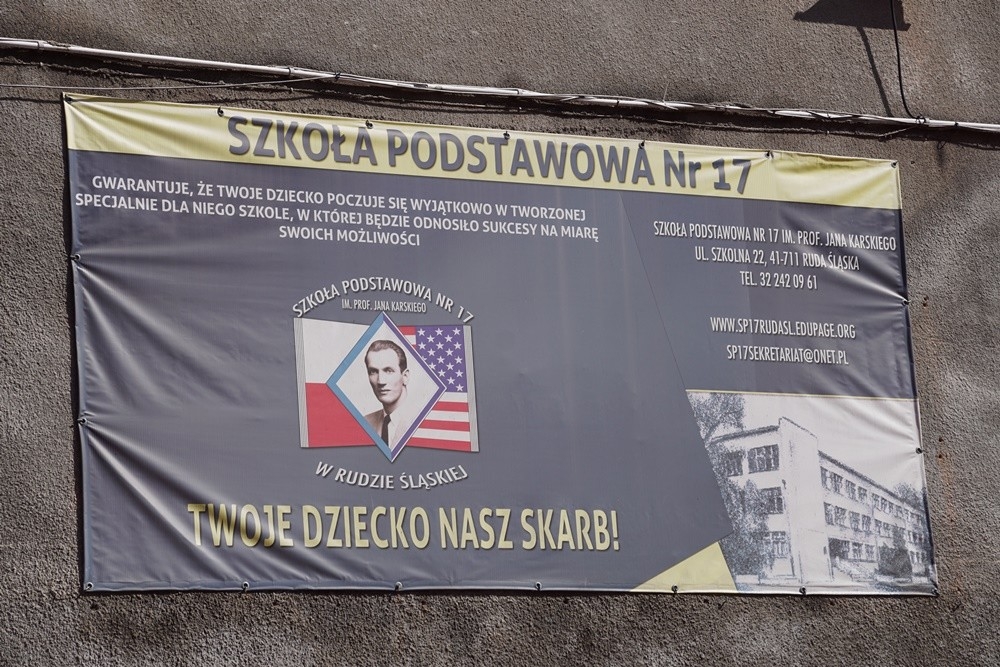 SZKOŁA PODSTAWOWA Nr 17
GWARANTUJE, ŻE TWOJE DZIECKO POCZUJE SIĘ WYJĄTKOWO W TWORZONEJ
SPECJALNIE DLA NIEGO SZKOLE, W KTÓREJ BĘDZIE ODNOSIŁO SUKCESY NA MIARĘ
SWOICH MOŻLIWOŚCI
SZKOŁA PODSTAWOWA NR 17
IM. PROF. JANA KARSKIEGO
W RUDZIE ŚLĄSKIEJ
TWOJE DZIECKO NASZ SKARB!
SZKOŁA PODSTAWOWA NR 17 IM. PROF. JANA KARSKIEGO
UL. SZKOLNA 22, 41-711 RUDA ŚLĄSKA
TEL. 32 242 09 61
WWW.SP17RUDASL.EDUPAGE.ORG
SP17SEKRETARIAT@ONET.PL